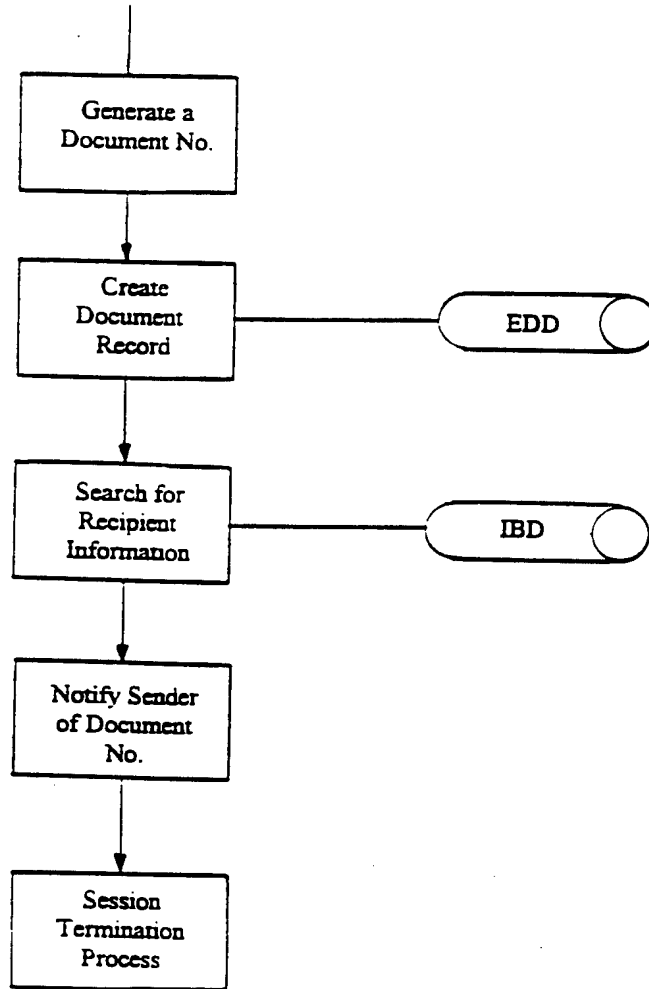 Generate a
Document No.
Create
Document
Record
EDD
Search for
Recipient
Information
IBD
Notify Sender
of Document
No.
Session
Termination
Process